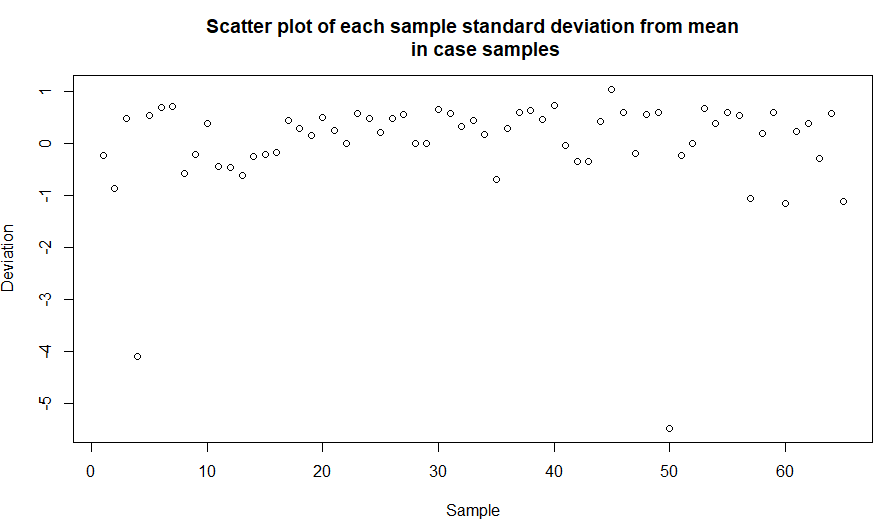 Scatter plot of each sample standard deviation from mean
in case samples
1
0
-1
-2
-3
-4
-5
Deviation
0 10 20 30 40 50 60
Sample